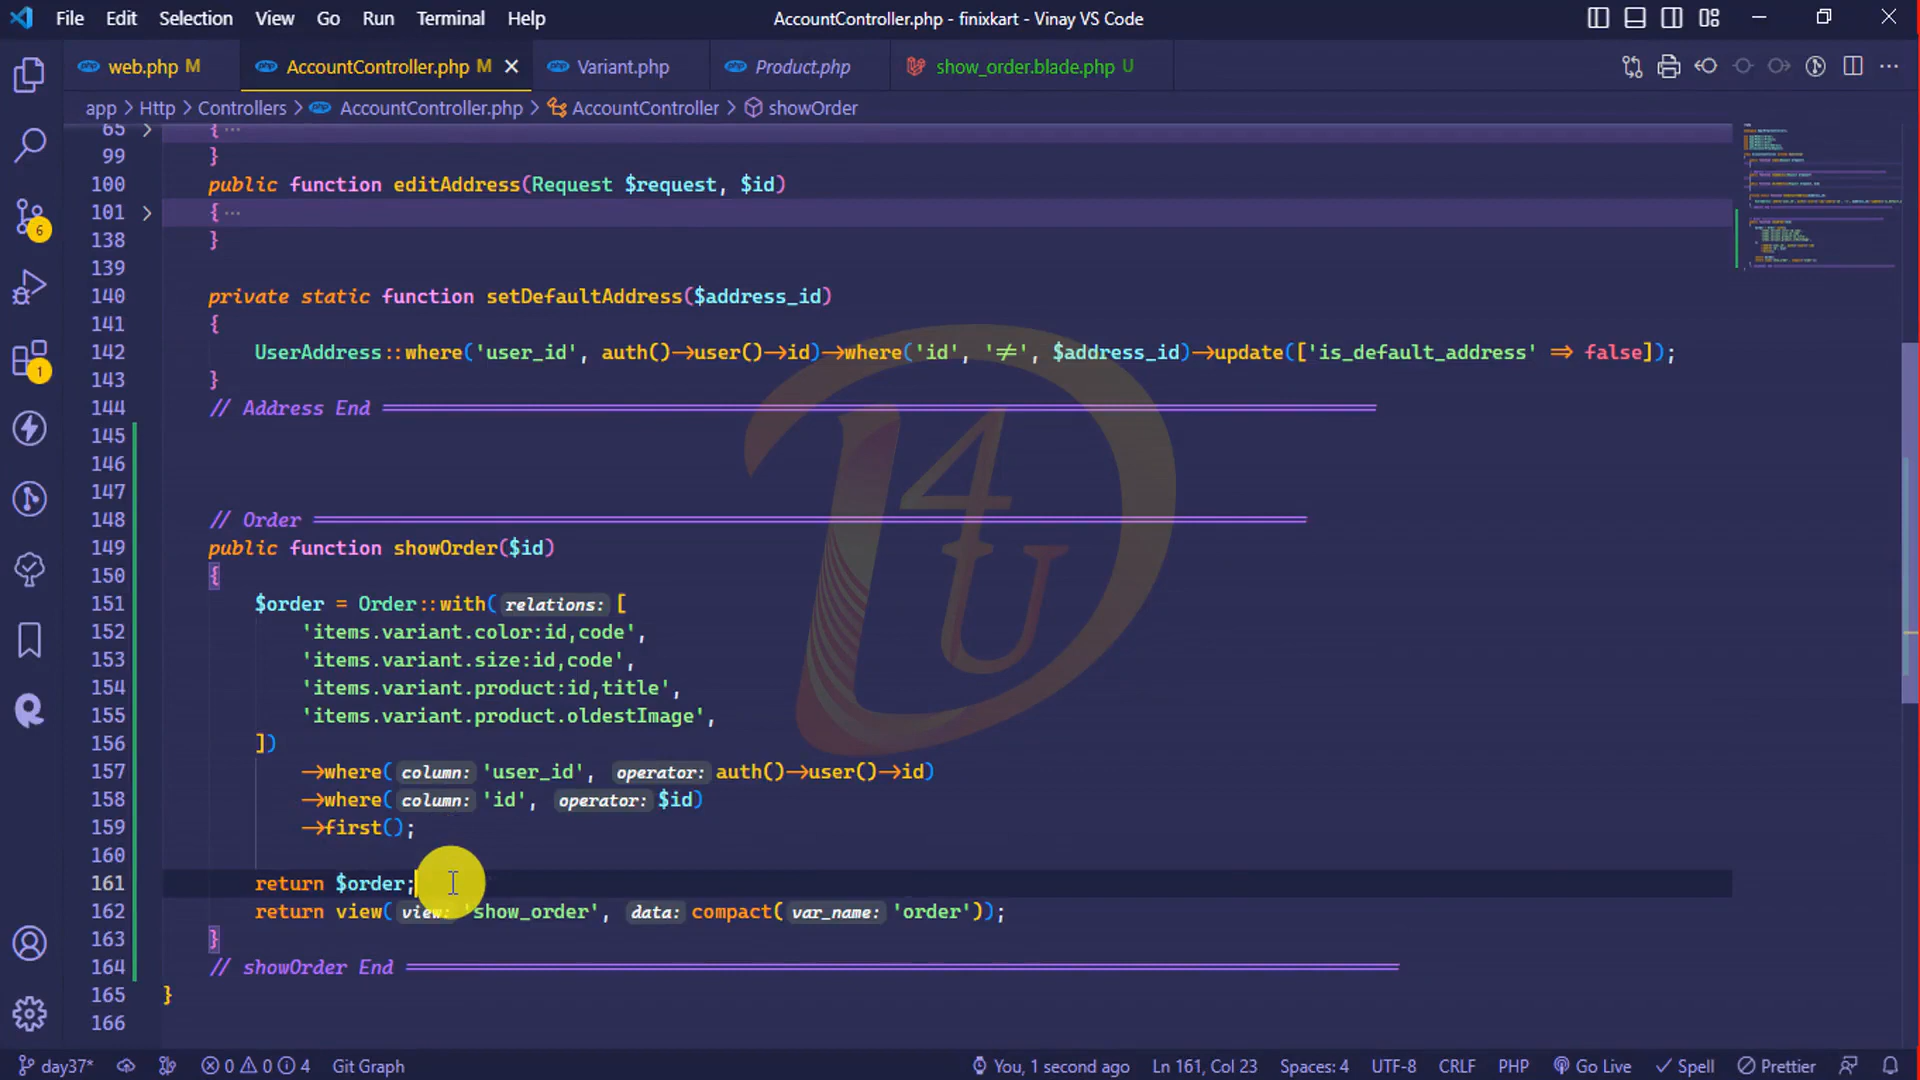 File Edit Selection View Go Run Terminal Help AccountController.php - finixkart - Vinay VS Code
web.php M AccountController.php M Variant.php Product.php show_order.blade.php U
app > Http > Controllers > AccountController.php > AccountController > showOrder
65 { ···
99 }
100 public function editAddress(Request $request, $id)
101 { ···
138 }
139
140 private static function setDefaultAddress($address_id)
141 {
142 UserAddress::where('user_id', auth()->user()->id)->where('id', '!=', $address_id)->update(['is_default_address' => false]);
143 }
144 // Address End ====================================================================================
145
146
147
148 // Order ====================================================================================
149 public function showOrder($id)
150 {
151 $order = Order::with( relations: [
152 'items.variant.color:id,code',
153 'items.variant.size:id,code',
154 'items.variant.product:id,title',
155 'items.variant.product.oldestImage',
156 ])
157 ->where( column: 'user_id', operator: auth()->user()->id)
158 ->where( column: 'id', operator: $id)
159 ->first();
160
161 return $order;
162 return view( view: 'show_order', data: compact( var_name: 'order'));
163 }
164 // showOrder End ====================================================================================
165 }
166
6
1
D4U
day37* 0 0 4 Git Graph You, 1 second ago Ln 161, Col 23 Spaces: 4 UTF-8 CRLF PHP Go Live Spell Prettier